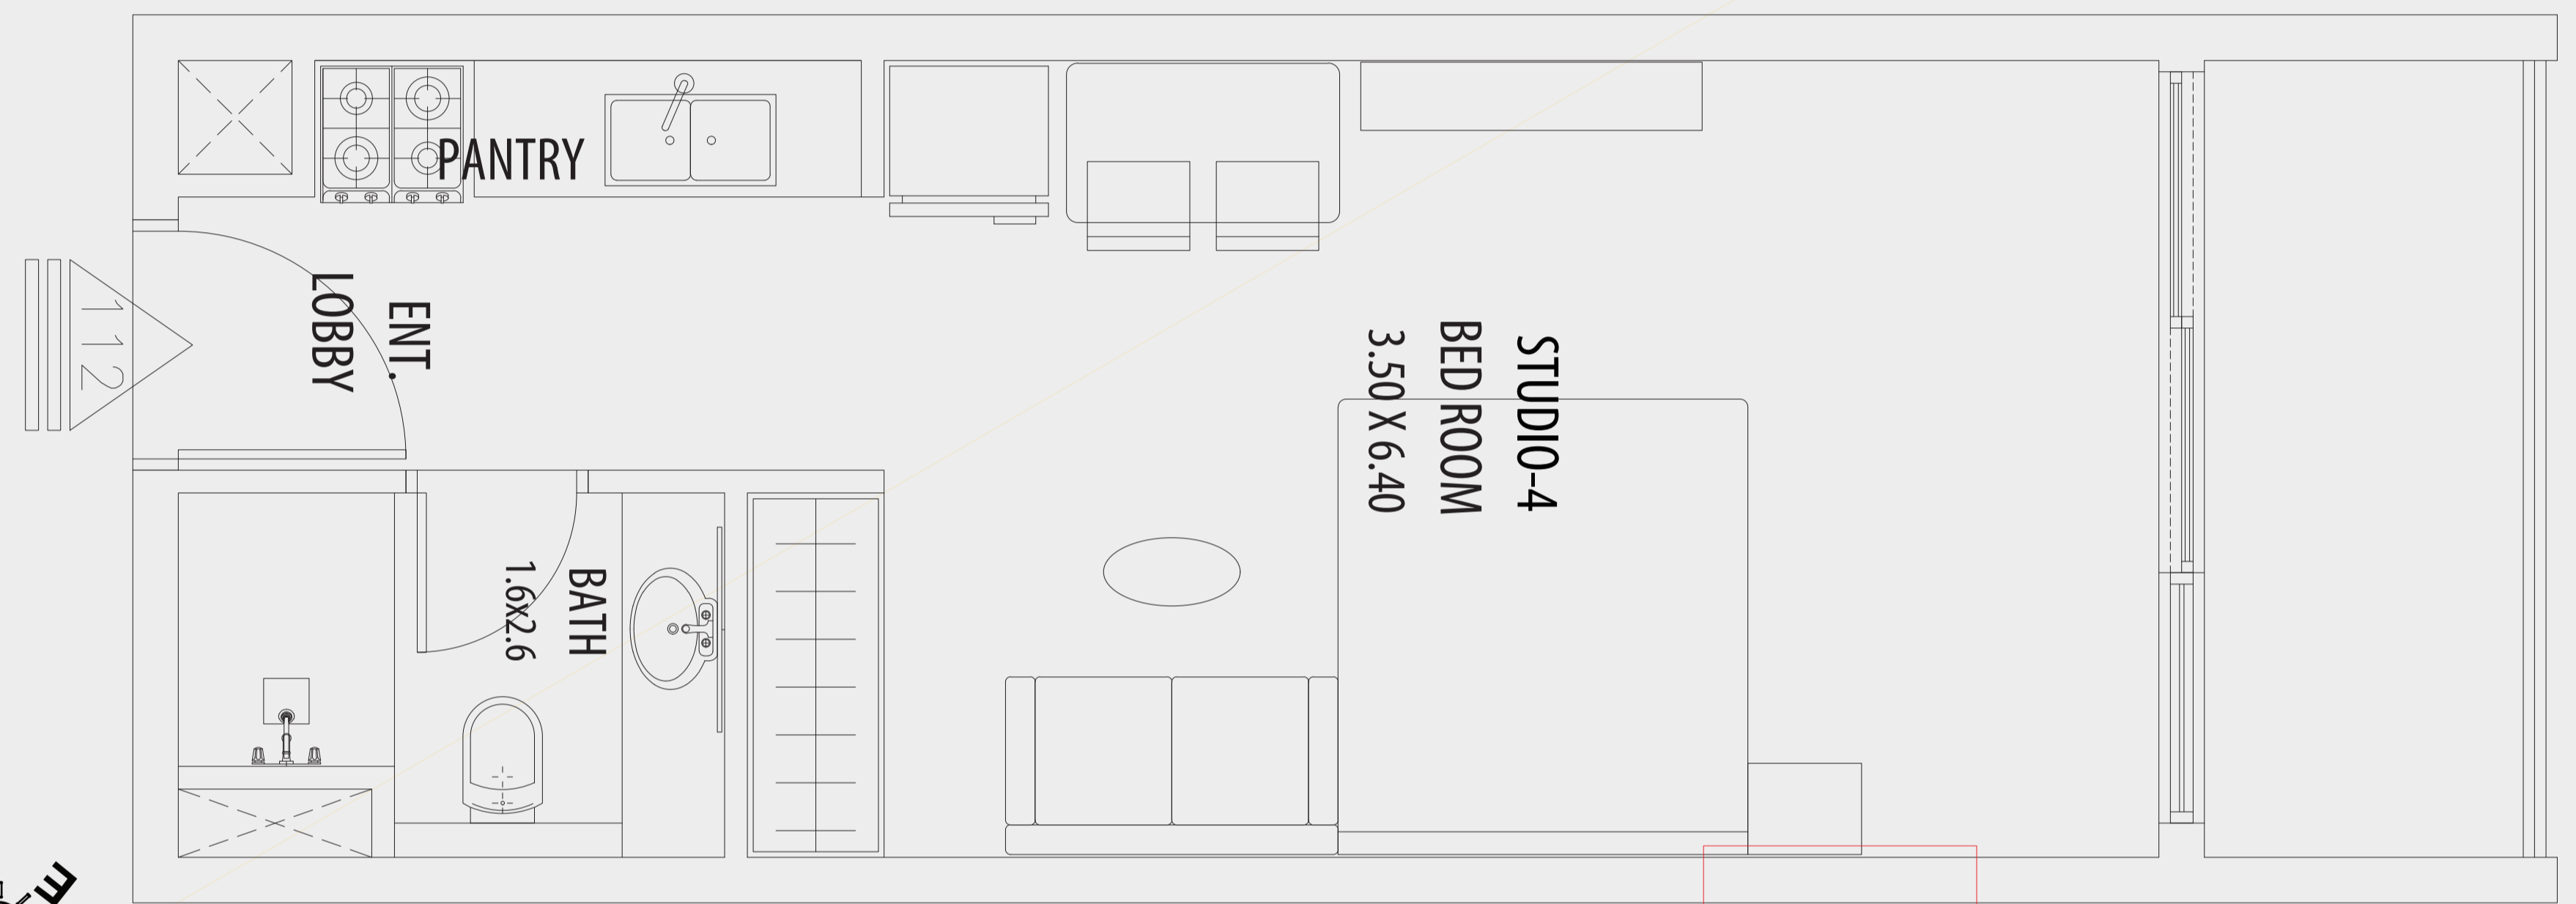 PANTRY
ENT.
LOBBY
112
STUDIO-4
BED ROOM
3.50 X 6.40
BATH
1.6x2.6
E